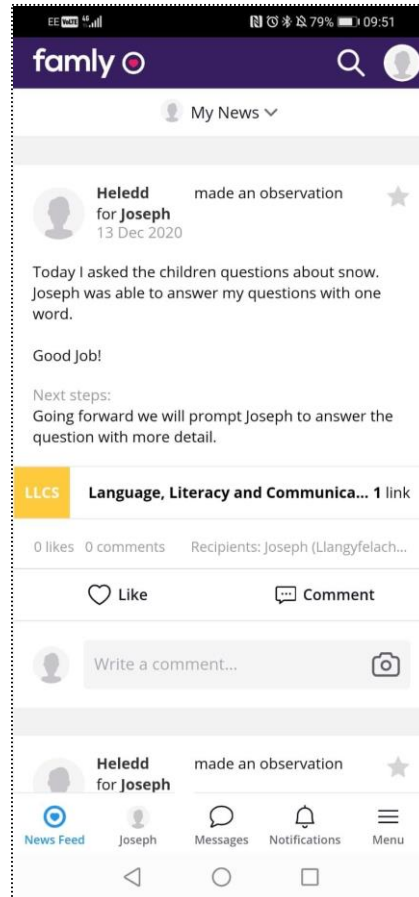 EE VoLTE 4G 79% 09:51
famly
My News
Heledd made an observation
for Joseph
13 Dec 2020
Today I asked the children questions about snow.
Joseph was able to answer my questions with one
word.
Good Job!
Next steps:
Going forward we will prompt Joseph to answer the
question with more detail.
LLCS Language, Literacy and Communica... 1 link
0 likes 0 comments Recipients: Joseph (Llangyfelach...
Like Comment
Write a comment...
Heledd made an observation
for Joseph
News Feed Joseph Messages Notifications Menu